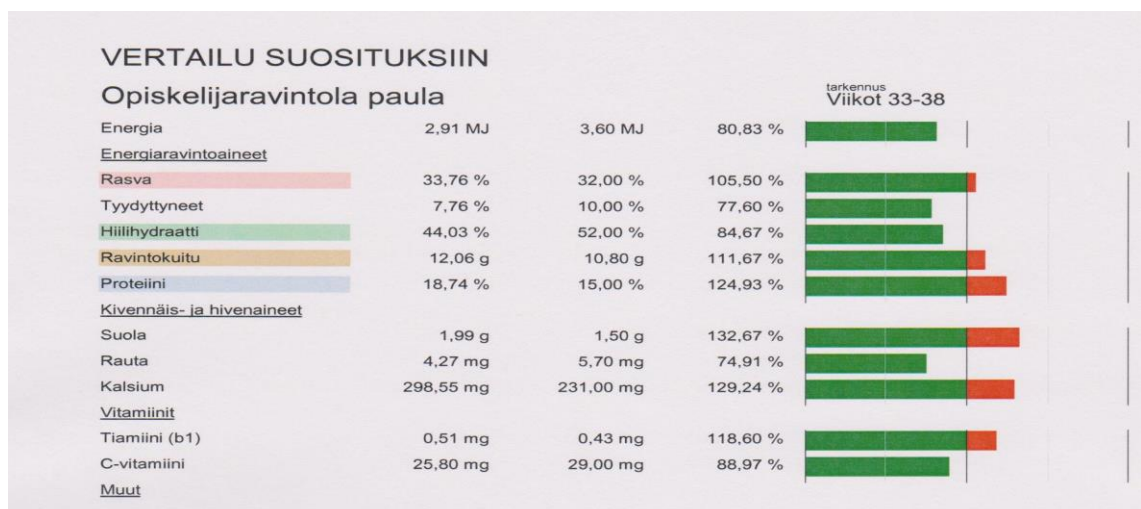 VERTAILU SUOSITUKSIIN
Opiskelijaravintola paula
tarkennus
Viikot 33-38
Energia 2,91 MJ 3,60 MJ 80,83 %
Energiaravintoaineet
Rasva 33,76 % 32,00 % 105,50 %
Tyydyttyneet 7,76 % 10,00 % 77,60 %
Hiilihydraatti 44,03 % 52,00 % 84,67 %
Ravintokuitu 12,06 g 10,80 g 111,67 %
Proteiini 18,74 % 15,00 % 124,93 %
Kivennäis- ja hivenaineet
Suola 1,99 g 1,50 g 132,67 %
Rauta 4,27 mg 5,70 mg 74,91 %
Kalsium 298,55 mg 231,00 mg 129,24 %
Vitamiinit
Tiamiini (b1) 0,51 mg 0,43 mg 118,60 %
C-vitamiini 25,80 mg 29,00 mg 88,97 %
Muut